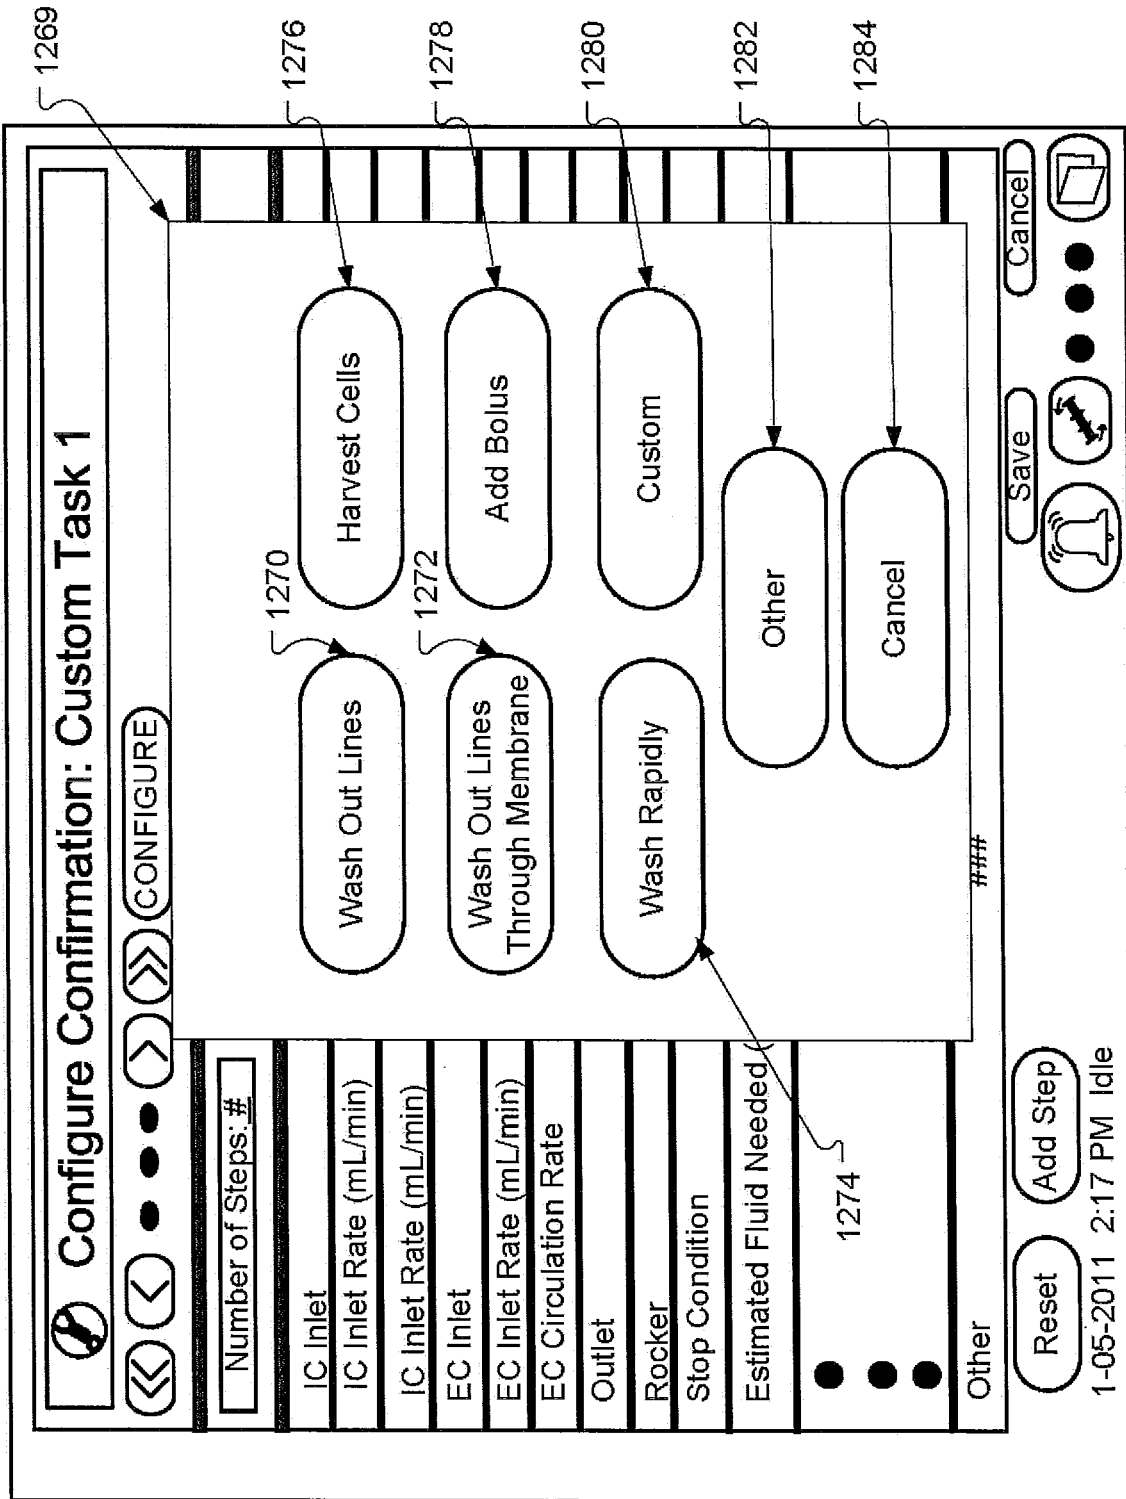 Configure Confirmation: Custom Task 1
<< < > >> CONFIGURE
Number of Steps: #
IC Inlet
IC Inlet Rate (mL/min)
IC Inlet Rate (mL/min)
EC Inlet
EC Inlet Rate (mL/min)
EC Circulation Rate
Outlet
Rocker
Stop Condition
Estimated Fluid Needed (
Other
1269
Wash Out Lines
1270
Harvest Cells
1276
Wash Out Lines
Through Membrane
1272
Add Bolus
1278
Wash Rapidly
1274
Custom
1280
Other
1282
Cancel
1284
###
Reset
Add Step
Save
Cancel
1-05-2011 2:17 PM Idle